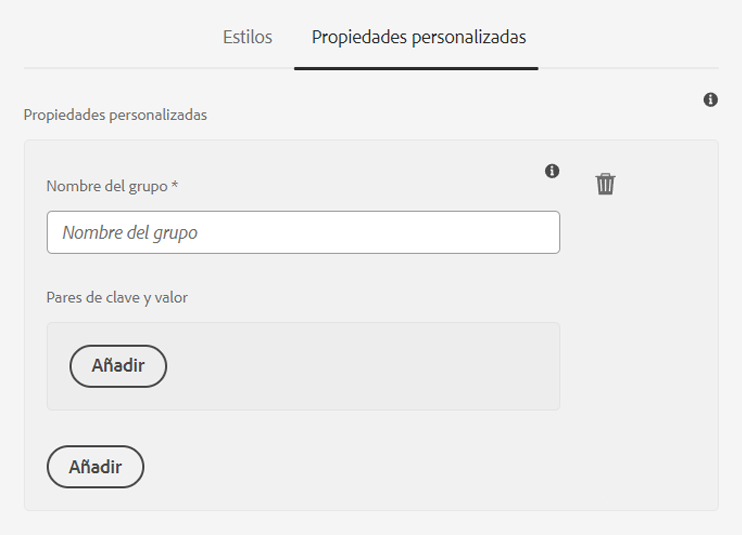 Estilos Propiedades personalizadas
Propiedades personalizadas
Nombre del grupo *
Nombre del grupo
Pares de clave y valor
Añadir
Añadir